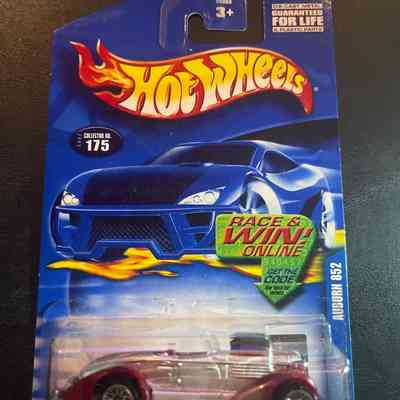 3+
DIE-CAST METAL
GUARANTEED
FOR LIFE
& PLASTIC PARTS
HOT WHEELS
COLLECTOR NO.
175
RACE &
WIN!
ONLINE
GET THE
CODE
AUBURN 852